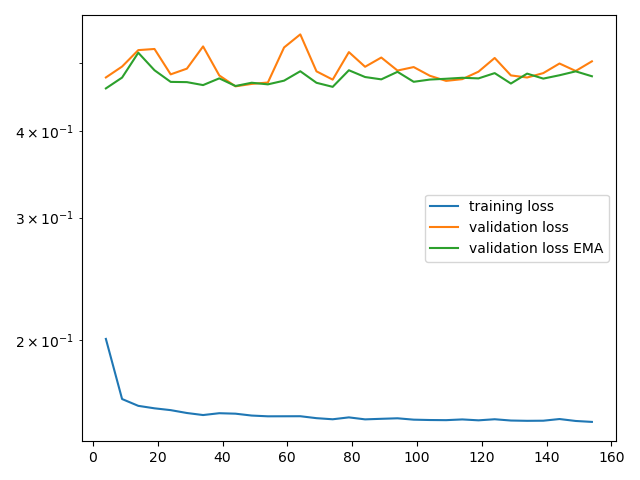 4 × 10⁻¹
3 × 10⁻¹
2 × 10⁻¹
training loss
validation loss
validation loss EMA
0 20 40 60 80 100 120 140 160